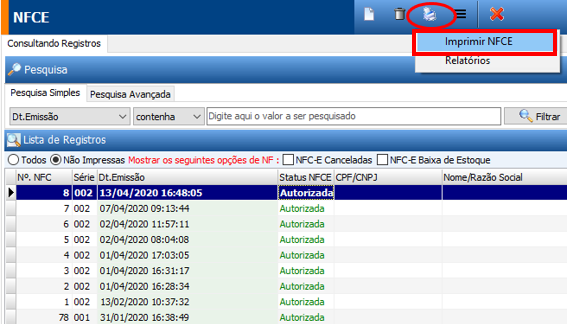 NFCE
Imprimir NFCE
Relatórios
Consultando Registros
Pesquisa
Pesquisa Simples Pesquisa Avançada
Dt.Emissão contenha Digite aqui o valor a ser pesquisado Filtrar
Lista de Registros
Todos Não Impressas Mostrar os seguintes opções de NF : NFC-E Canceladas NFC-E Baixa de Estoque
Nº. NFC Série Dt.Emissão Status NFCE CPF/CNPJ Nome/Razão Social
8 002 13/04/2020 16:48:05 Autorizada
7 002 07/04/2020 09:13:44 Autorizada
6 002 02/04/2020 11:57:11 Autorizada
5 002 02/04/2020 08:04:08 Autorizada
4 002 01/04/2020 17:03:05 Autorizada
3 002 01/04/2020 16:31:17 Autorizada
2 002 01/04/2020 16:28:34 Autorizada
1 002 13/02/2020 10:37:32 Autorizada
78 001 31/01/2020 16:38:49 Autorizada